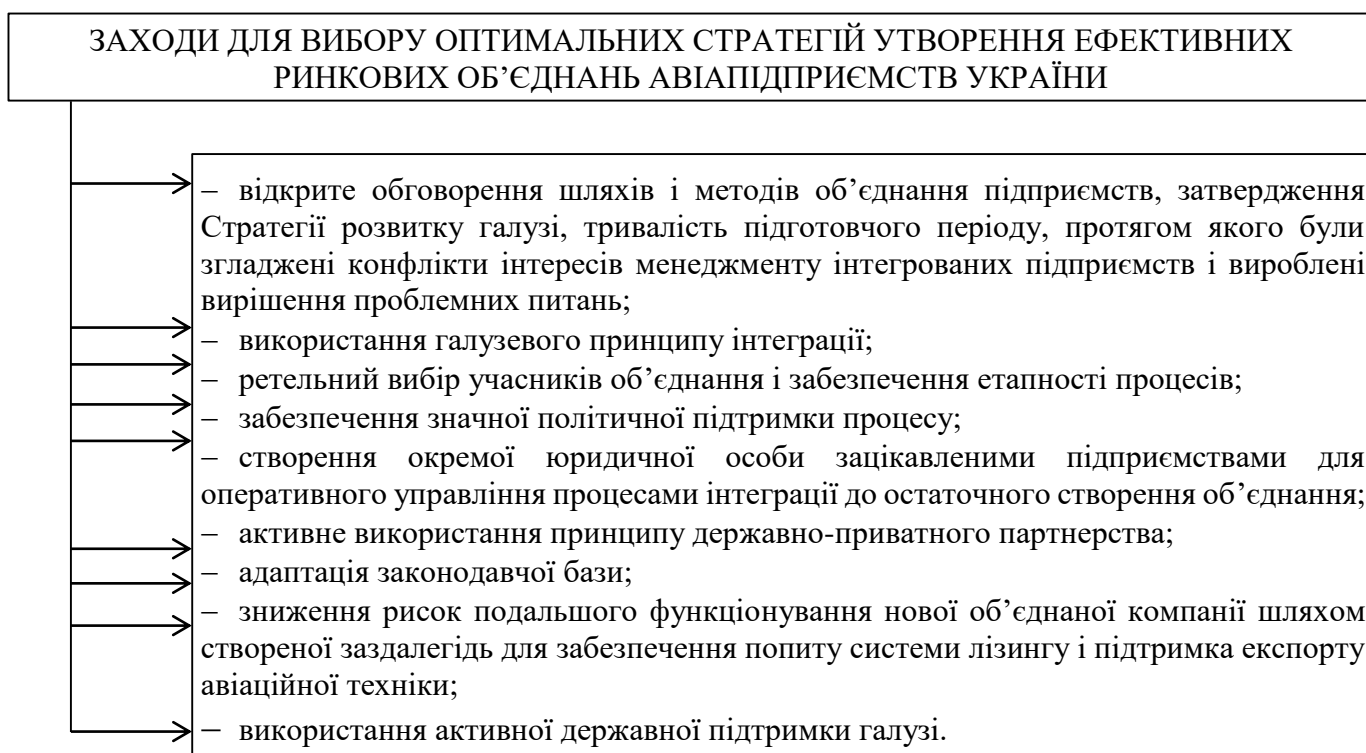 ЗАХОДИ ДЛЯ ВИБОРУ ОПТИМАЛЬНИХ СТРАТЕГІЙ УТВОРЕННЯ ЕФЕКТИВНИХ
РИНКОВИХ ОБ’ЄДНАНЬ АВІАПІДПРИЄМСТВ УКРАЇНИ
– відкрите обговорення шляхів і методів об’єднання підприємств, затвердження
Стратегії розвитку галузі, тривалість підготовчого періоду, протягом якого були
згладжені конфлікти інтересів менеджменту інтегрованих підприємств і вироблені
вирішення проблемних питань;
– використання галузевого принципу інтеграції;
– ретельний вибір учасників об’єднання і забезпечення етапності процесів;
– забезпечення значної політичної підтримки процесу;
– створення окремої юридичної особи зацікавленими підприємствами для
оперативного управління процесами інтеграції до остаточного створення об’єднання;
– активне використання принципу державно-приватного партнерства;
– адаптація законодавчої бази;
– зниження рисок подальшого функціонування нової об’єднаної компанії шляхом
створеної заздалегідь для забезпечення попиту системи лізингу і підтримка експорту
авіаційної техніки;
– використання активної державної підтримки галузі.